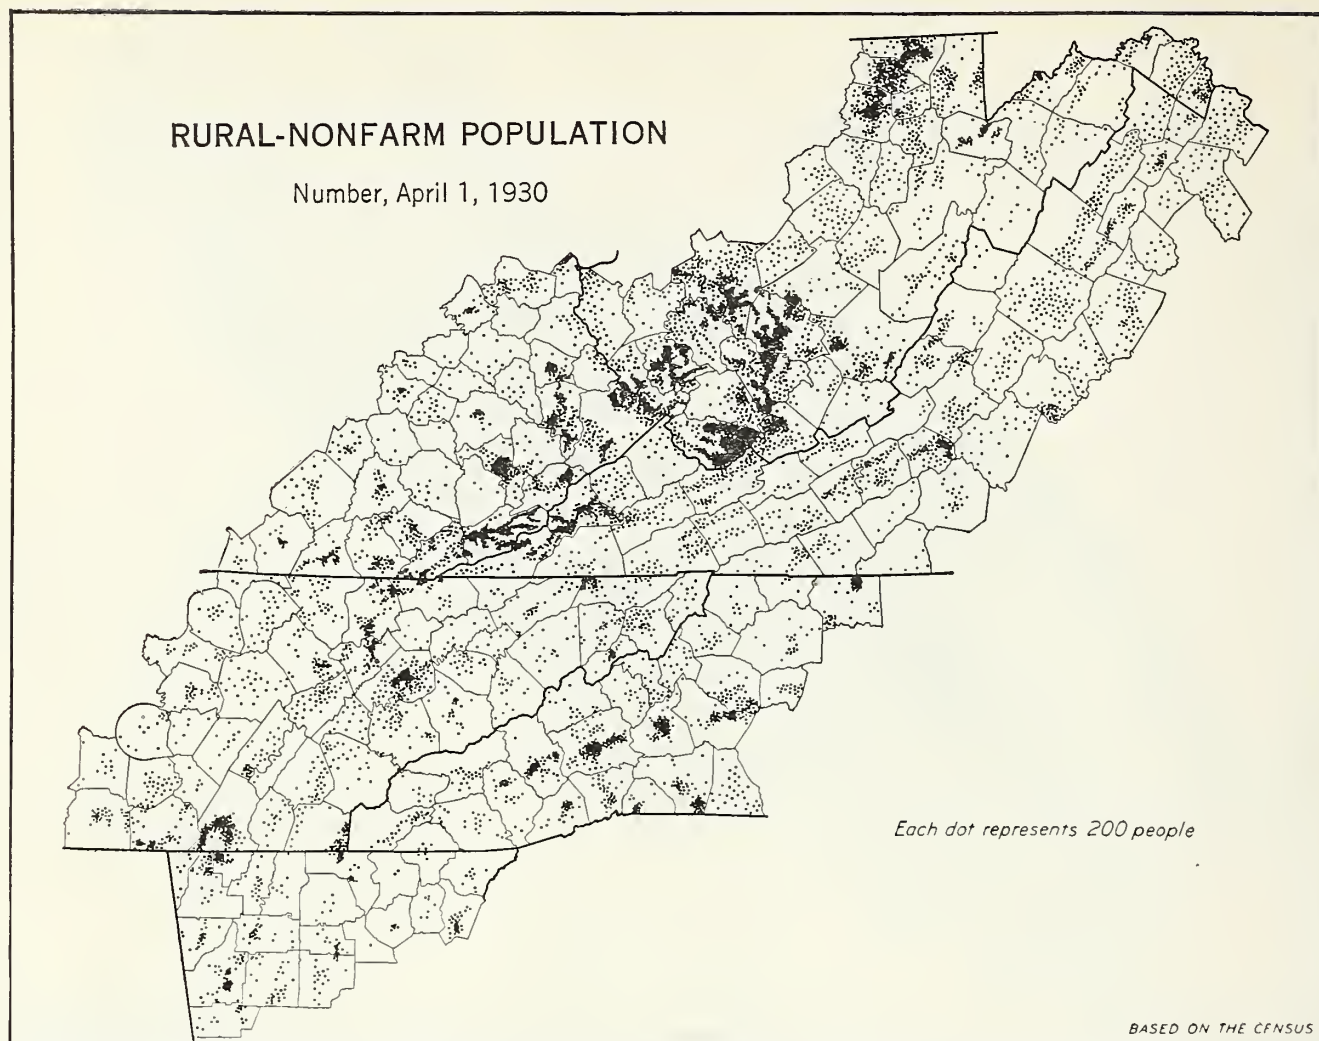 RURAL-NONFARM POPULATION
Number, April 1, 1930
Each dot represents 200 people
BASED ON THE CENSUS